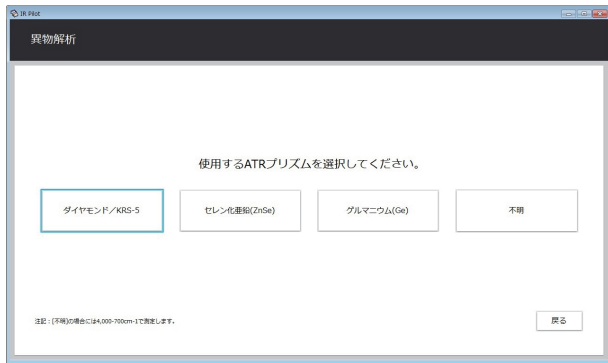 IR Pilot
異物解析
使用するATRプリズムを選択してください。
ダイヤモンド／KRS-5
セレン化亜鉛(ZnSe)
ゲルマニウム(Ge)
不明
注記：[不明]の場合には4,000-700cm-1で測定します。
戻る